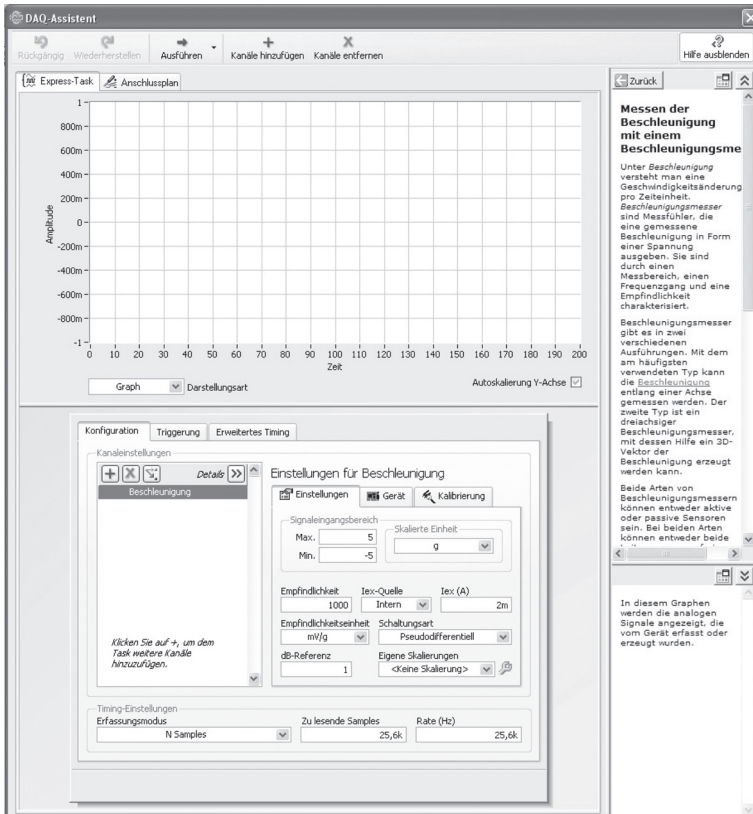 DAQ-Assistent
Rückgängig Wiederherstellen Ausführen Kanäle hinzufügen Kanäle entfernen Hilfe ausblenden
Express-Task Anschlussplan
1
800m
600m
400m
200m
0
-200m
-400m
-600m
-800m
-1
Amplitude
0 10 20 30 40 50 60 70 80 90 100 110 120 130 140 150 160 170 180 190 200
Zeit
Graph Darstellungsart Autoskalierung Y-Achse
Konfiguration Triggerung Erweitertes Timing
Kanaleinstellungen
Details
Beschleunigung
Klicken Sie auf +, um dem
Task weitere Kanäle
hinzuzufügen.
Einstellungen für Beschleunigung
Einstellungen Gerät Kalibrierung
Signaleingangsbereich
Max. 5
Min. -5
Skalierte Einheit
g
Empfindlichkeit Iex-Quelle Iex (A)
1000 Intern 2m
Empfindlichkeitseinheit Schaltungsart
mV/g Pseudodifferentiell
dB-Referenz Eigene Skalierungen
1 <Keine Skalierung>
Timing-Einstellungen
Erfassungsmodus Zu lesende Samples Rate (Hz)
N Samples 25,6k 25,6k
Zurück
Messen der
Beschleunigung
mit einem
Beschleunigungsme
Unter Beschleunigung
versteht man eine
Geschwindigkeitsänderung
pro Zeiteinheit.
Beschleunigungsmesser
sind Messfühler, die
eine gemessene
Beschleunigung in Form
einer Spannung
ausgeben. Sie sind
durch einen
Messbereich, einen
Frequenzgang und eine
Empfindlichkeit
charakterisiert.
Beschleunigungsmesser
gibt es in zwei
verschiedenen
Ausführungen. Mit dem
am häufigsten
verwendeten Typ kann
die Beschleunigung
entlang einer Achse
gemessen werden. Der
zweite Typ ist ein
dreiachsiger
Beschleunigungsmesser,
mit dessen Hilfe ein 3D-
Vektor der
Beschleunigung erzeugt
werden kann.
Beide Arten von
Beschleunigungsmessern
können entweder aktive
oder passive Sensoren
sein. Bei beiden Arten
können entweder beide
In diesem Graphen
werden die analogen
Signale angezeigt, die
vom Gerät erfasst oder
erzeugt wurden.